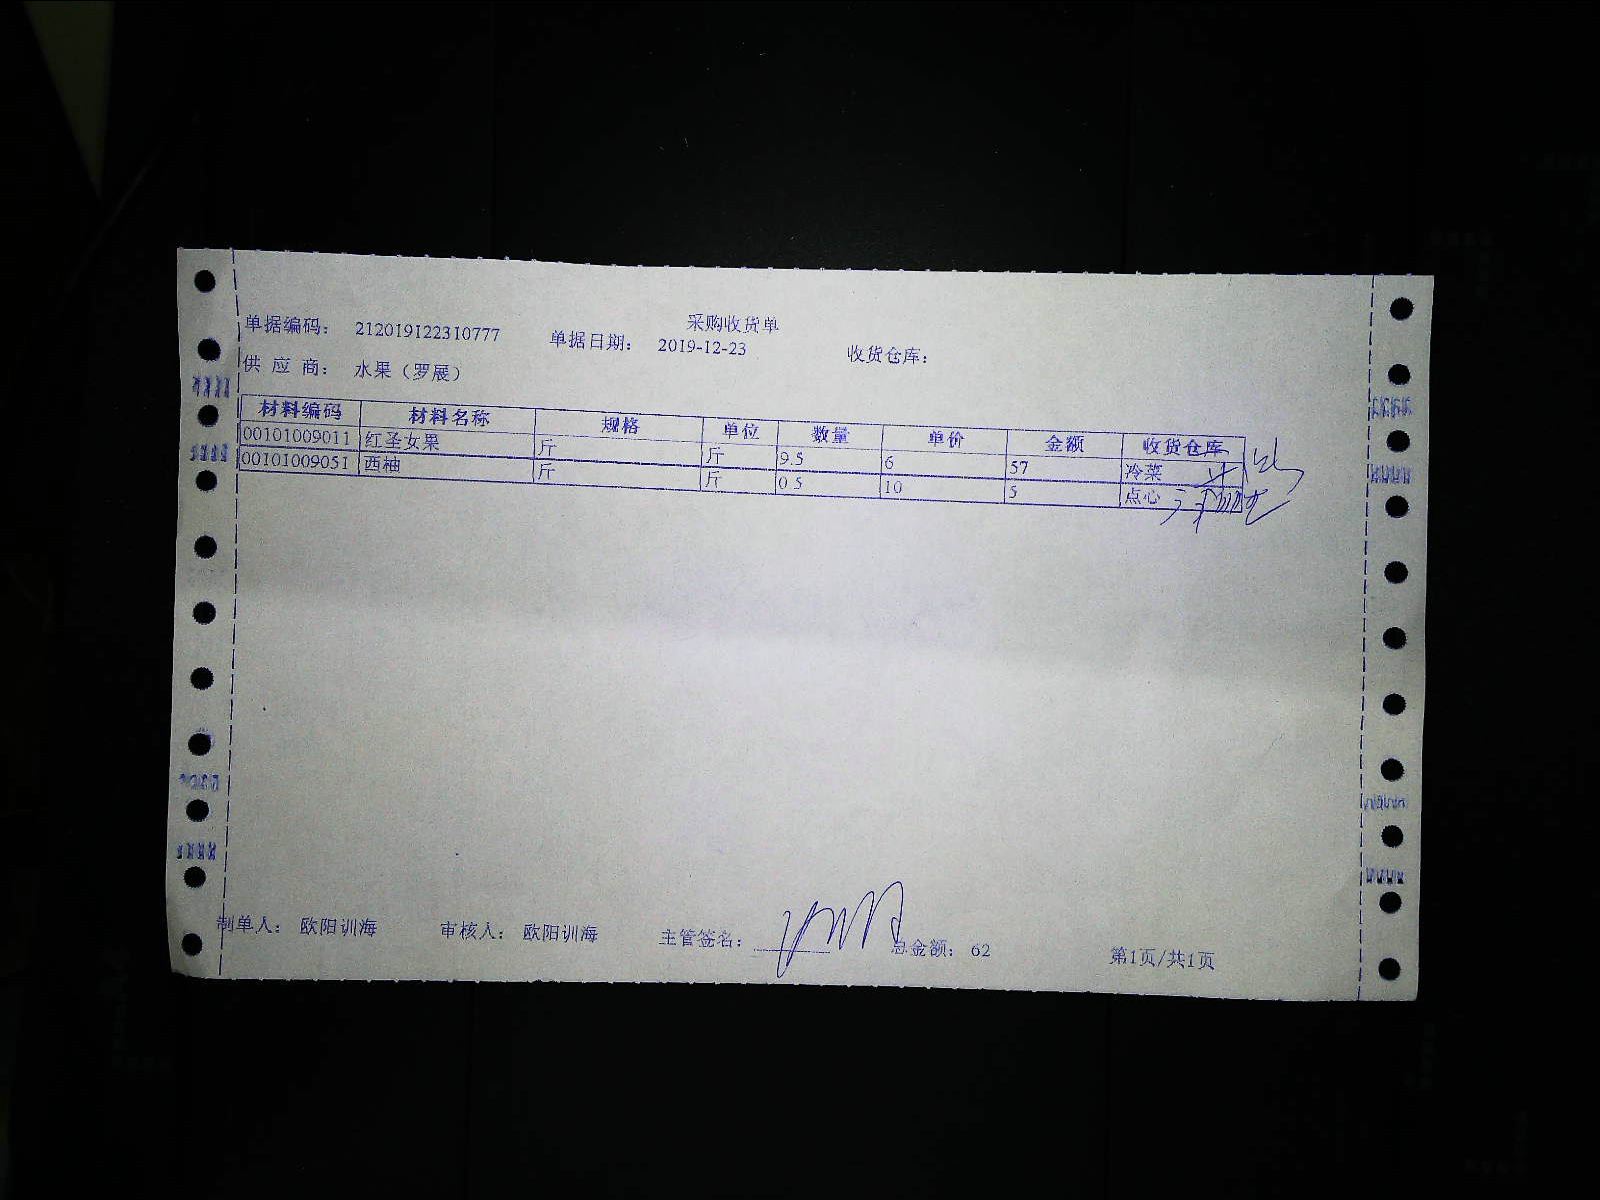 采购收货单
单据编码： 212019122310777 单据日期： 2019-12-23 收货仓库：
供 应 商： 水果（罗展）
材料编码 材料名称 规格 单位 数量 单价 金额 收货仓库
00101009011 红圣女果 斤 斤 9.5 6 57 冷菜
00101009051 西柚 斤 斤 0.5 10 5 点心
制单人： 欧阳训海 审核人： 欧阳训海 主管签名： 总金额： 62 第1页/共1页